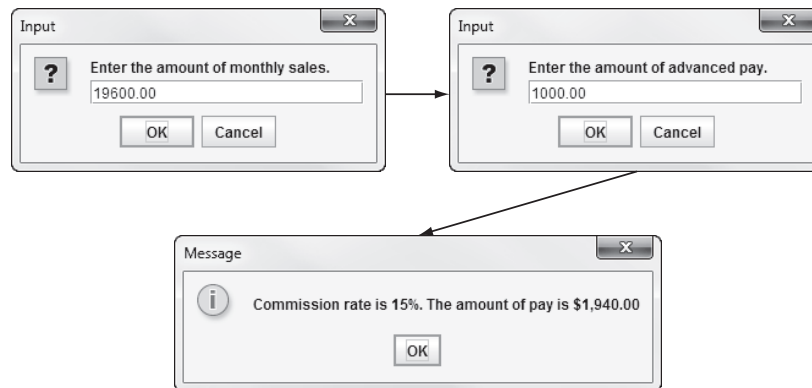 Input
Enter the amount of monthly sales.
19600.00
OK Cancel
Input
Enter the amount of advanced pay.
1000.00
OK Cancel
Message
Commission rate is 15%. The amount of pay is $1,940.00
OK